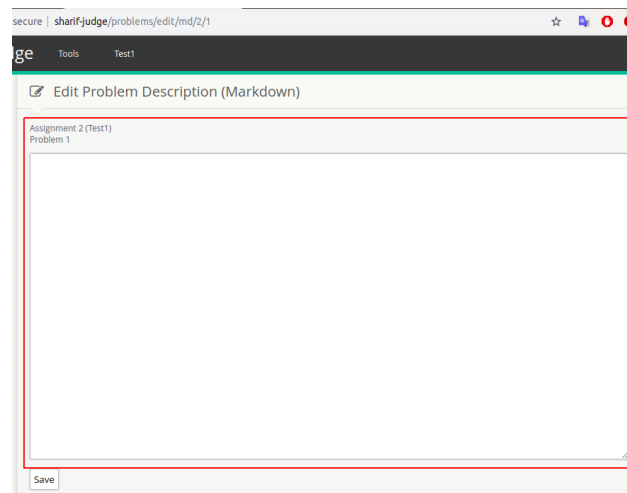 secure | sharif-judge/problems/edit/md/2/1
ge Tools Test1
Edit Problem Description (Markdown)
Assignment 2 (Test1)
Problem 1
Save